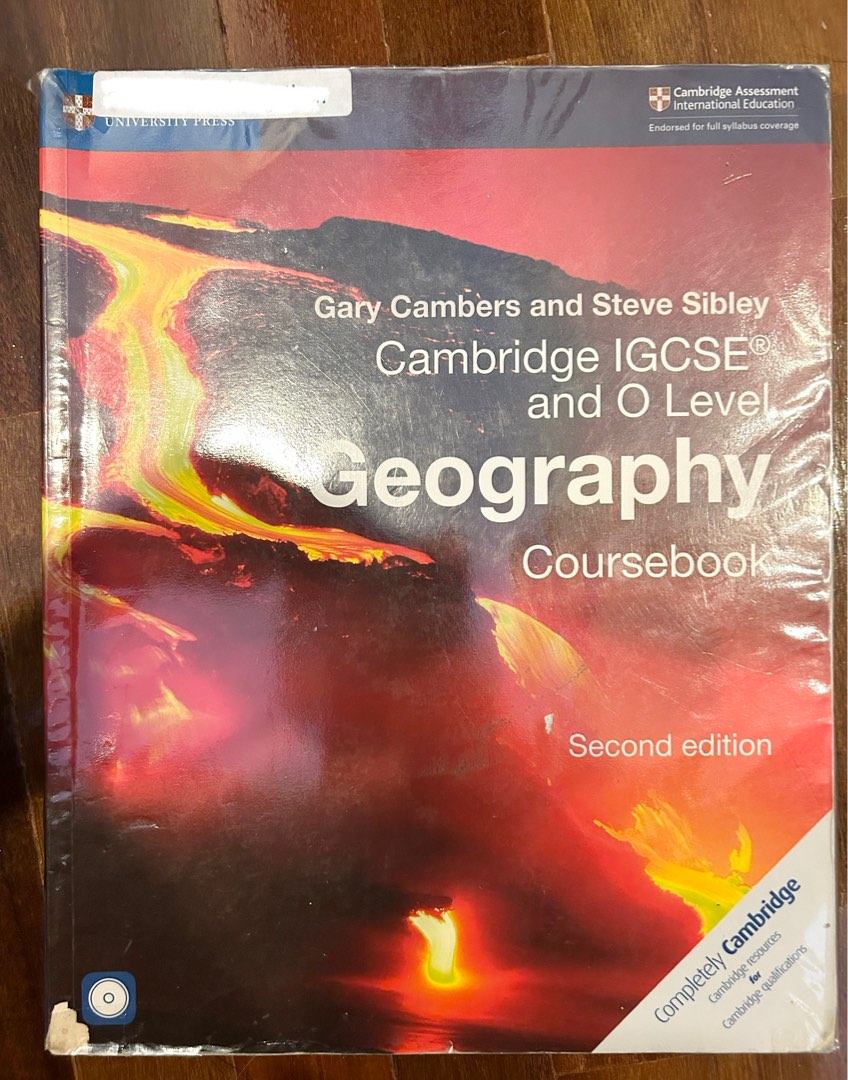 UNIVERSITY PRESS
Cambridge Assessment
International Education
Endorsed for full syllabus coverage
Gary Cambers and Steve Sibley
Cambridge IGCSE®
and O Level
Geography
Coursebook
Second edition
Completely Cambridge
Cambridge resources
for
Cambridge qualifications